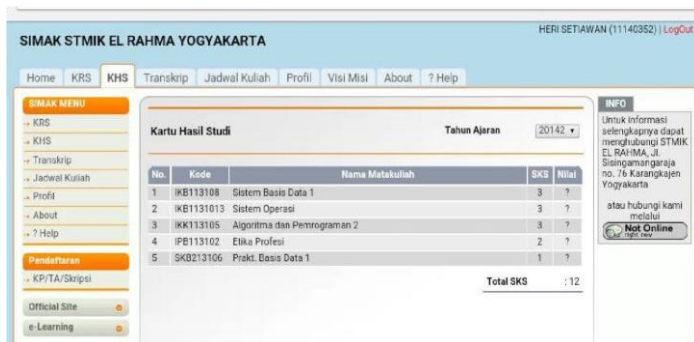 HERI SETIAWAN (11140352) | LogOut
SIMAK STMIK EL RAHMA YOGYAKARTA
Home KRS KHS Transkrip Jadwal Kuliah Profil Visi Misi About ? Help
SIMAK MENU
KRS
KHS
Transkrip
Jadwal Kuliah
Profil
About
? Help
Pendaftaran
KP/TA/Skripsi
Official Site
e-Learning
Kartu Hasil Studi Tahun Ajaran 20142
No. Kode Nama Matakuliah SKS Nilai
1 IKB113108 Sistem Basis Data 1 3 ?
2 IKB1131013 Sistem Operasi 3 ?
3 IKK113105 Algoritma dan Pemrograman 2 3 ?
4 IPB113102 Etika Profesi 2 ?
5 SKB213106 Prakt. Basis Data 1 1 ?
Total SKS : 12
INFO
Untuk informasi
selengkapnya dapat
menghubungi STMIK
EL RAHMA, Jl.
Sisingamangaraja
no. 76 Karangkajen
Yogyakarta
atau hubungi kami
melalui
Not Online
right now